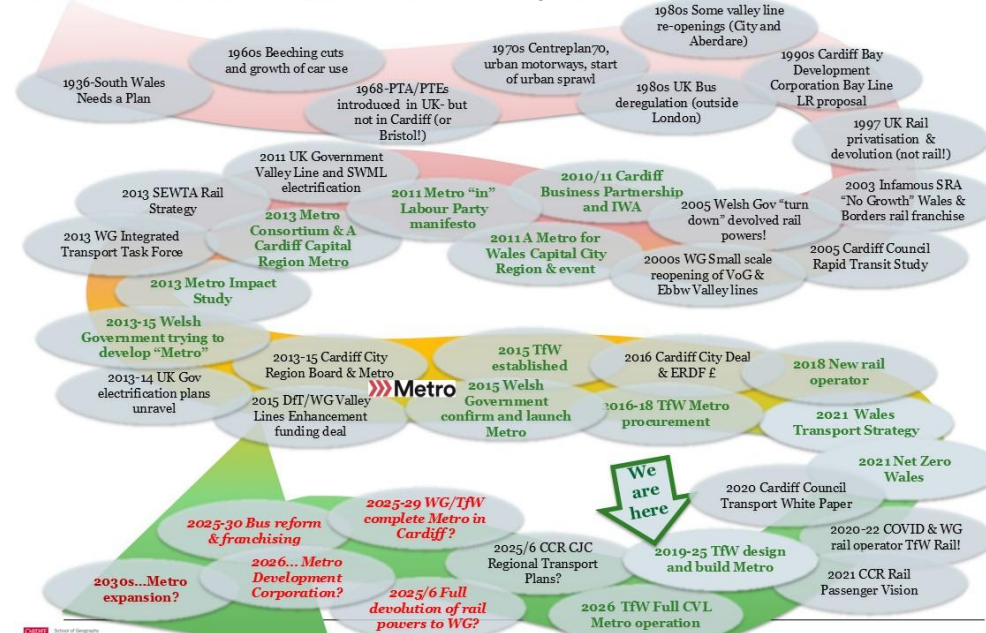 1936-South Wales
Needs a Plan
1960s Beeching cuts
and growth of car use
1968-PTA/PTEs
introduced in UK- but
not in Cardiff (or
Bristol!)
1970s Centreplan70,
urban motorways, start
of urban sprawl
1980s Some valley line
re-openings (City and
Aberdare)
1980s UK Bus
deregulation (outside
London)
1990s Cardiff Bay
Development
Corporation Bay Line
LR proposal
1997 UK Rail
privatisation &
devolution (not rail!)
2003 Infamous SRA
"No Growth" Wales &
Borders rail franchise
2005 Cardiff Council
Rapid Transit Study
2005 Welsh Gov "turn
down" devolved rail
powers!
2000s WG Small scale
reopening of VoG &
Ebbw Valley lines
2010/11 Cardiff
Business Partnership
and IWA
2011 A Metro for
Wales Capital City
Region & event
2011 Metro "in"
Labour Party
manifesto
2011 UK Government
Valley Line and SWML
electrification
2013 Metro
Consortium & A
Cardiff Capital
Region Metro
2013 SEWTA Rail
Strategy
2013 WG Integrated
Transport Task Force
2013 Metro Impact
Study
2013-15 Welsh
Government trying to
develop "Metro"
2013-14 UK Gov
electrification plans
unravel
2013-15 Cardiff City
Region Board & Metro
2015 DfT/WG Valley
Lines Enhancement
funding deal
Metro
2015 TfW
established
2015 Welsh
Government
confirm and launch
Metro
2016 Cardiff City Deal
& ERDF £
2016-18 TfW Metro
procurement
2018 New rail
operator
2021 Wales
Transport Strategy
2021 Net Zero
Wales
2020 Cardiff Council
Transport White Paper
2020-22 COVID & WG
rail operator TfW Rail!
2021 CCR Rail
Passenger Vision
We
are
here
2019-25 TfW design
and build Metro
2025/6 CCR CJC
Regional Transport
Plans?
2026 TfW Full CVL
Metro operation
2025-29 WG/TfW
complete Metro in
Cardiff?
2025/6 Full
devolution of rail
powers to WG?
2025-30 Bus reform
& franchising
2026... Metro
Development
Corporation?
2030s...Metro
expansion?
CARDIFF
School of Geography